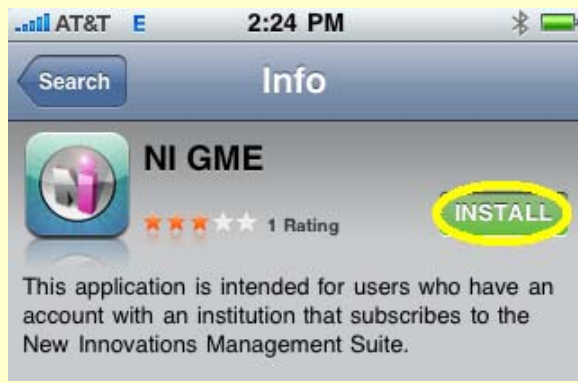 AT&T E 2:24 PM
Search Info
NI GME
1 Rating
INSTALL
This application is intended for users who have an
account with an institution that subscribes to the
New Innovations Management Suite.